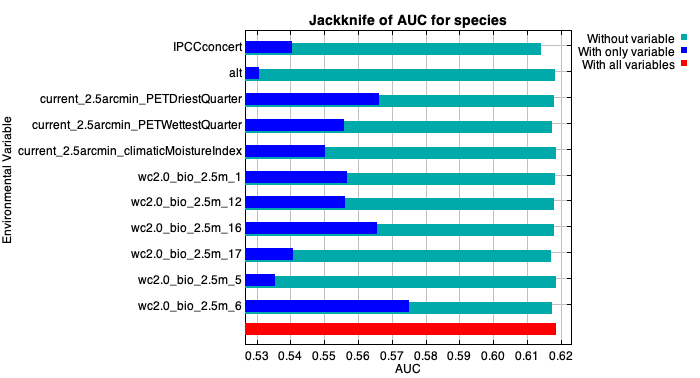 Jackknife of AUC for species
Without variable
With only variable
With all variables
Environmental Variable
IPCCconcert
alt
current_2.5arcmin_PETDriestQuarter
current_2.5arcmin_PETWettestQuarter
current_2.5arcmin_climaticMoistureIndex
wc2.0_bio_2.5m_1
wc2.0_bio_2.5m_12
wc2.0_bio_2.5m_16
wc2.0_bio_2.5m_17
wc2.0_bio_2.5m_5
wc2.0_bio_2.5m_6
0.53 0.54 0.55 0.56 0.57 0.58 0.59 0.60 0.61 0.62
AUC